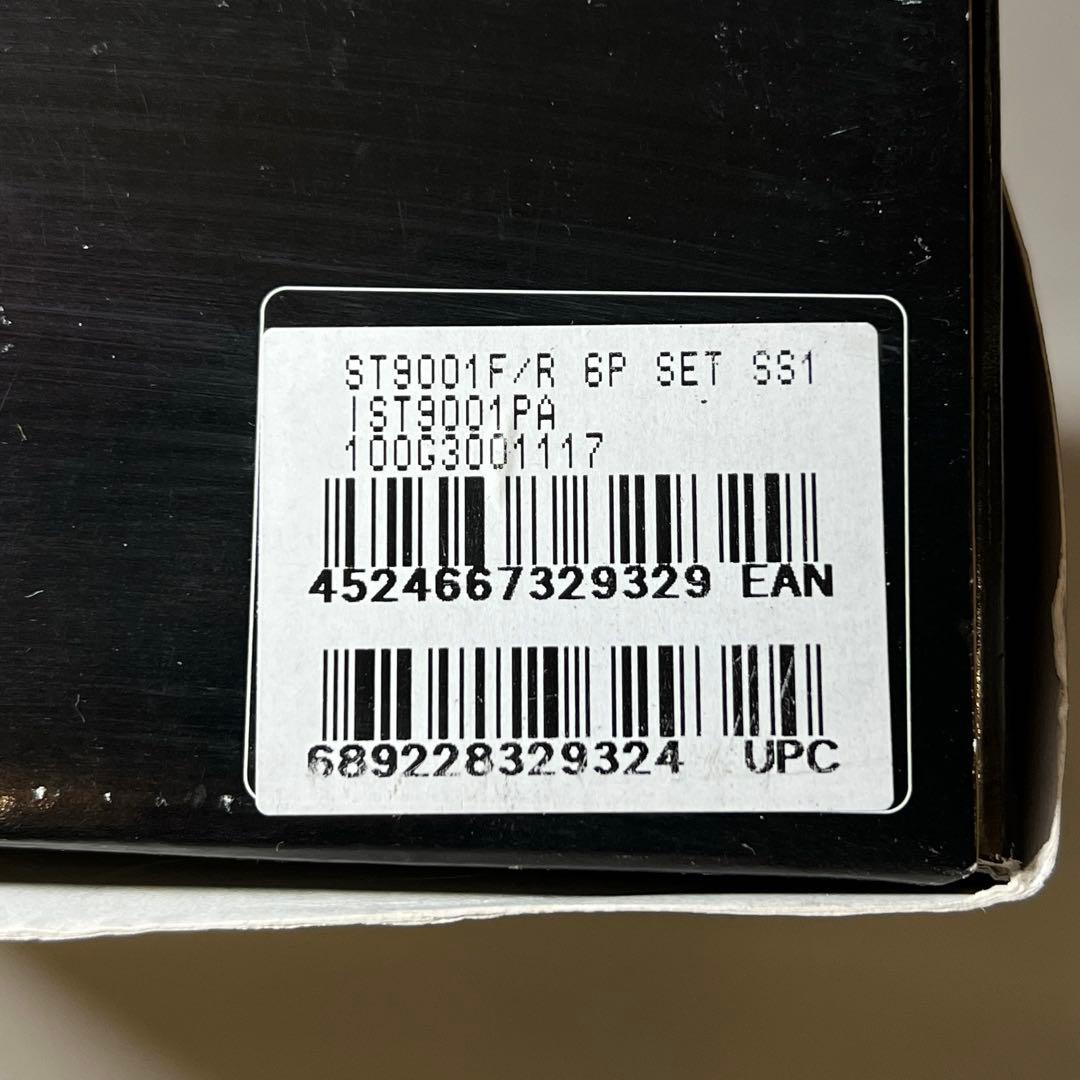 ST9001F/R 6P SET SS1
IST9001PA
100G3001117
4524667329329 EAN
689228329324 UPC